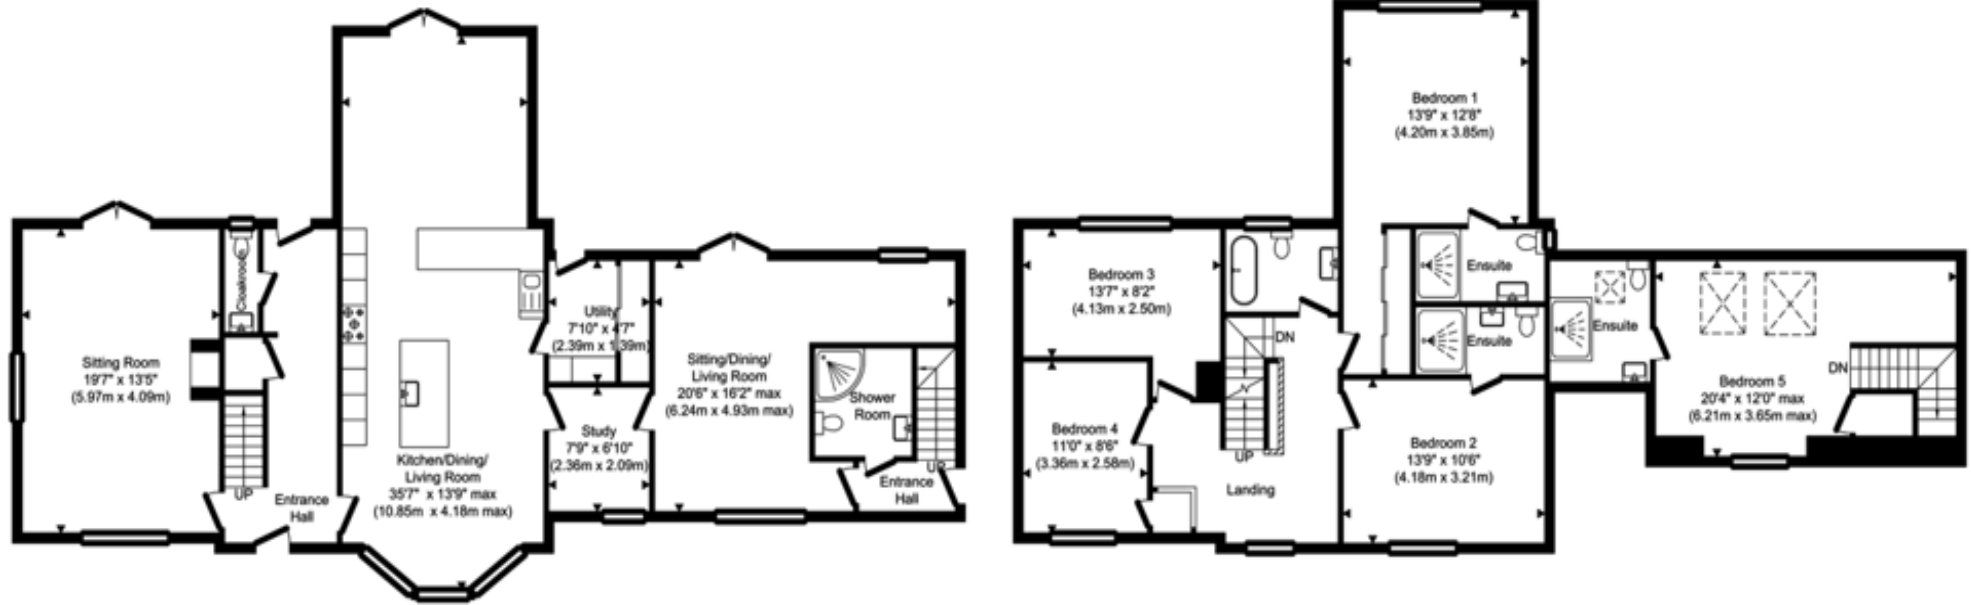 Sitting Room
19'7" x 13'5"
(5.97m x 4.09m)
Cloakroom
UP
Entrance
Hall
Kitchen/Dining/
Living Room
35'7" x 13'9" max
(10.85m x 4.18m max)
Utility
7'10" x 4'7"
(2.39m x 1.39m)
Study
7'9" x 6'10"
(2.36m x 2.09m)
Sitting/Dining/
Living Room
20'6" x 16'2" max
(6.24m x 4.93m max)
Shower
Room
UP
Entrance
Hall
Bedroom 1
13'9" x 12'8"
(4.20m x 3.85m)
Bedroom 3
13'7" x 8'2"
(4.13m x 2.50m)
Ensuite
Ensuite
Ensuite
DN
Bedroom 4
11'0" x 8'6"
(3.36m x 2.58m)
UP
Landing
Bedroom 2
13'9" x 10'6"
(4.18m x 3.21m)
Bedroom 5
20'4" x 12'0" max
(6.21m x 3.65m max)
DN